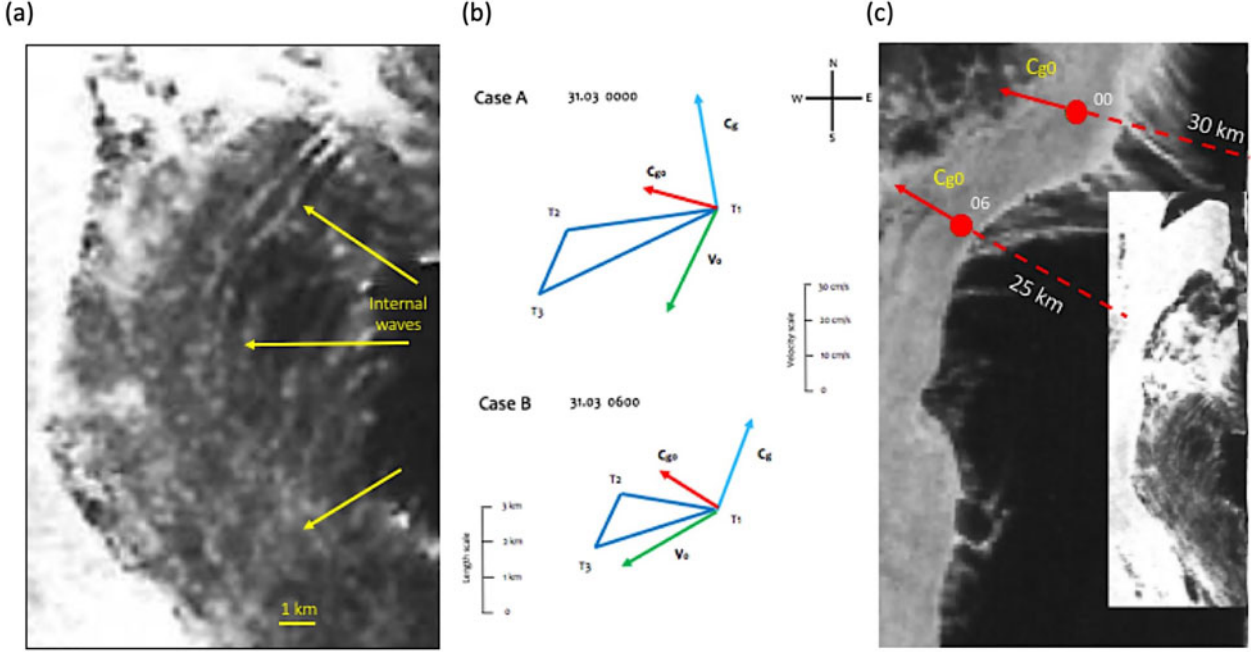 (a)
(b)
(c)
Internal
waves
1 km
Case A
31.03 0000
N
W
E
S
Cg
Cg0
T1
T2
T3
V0
30 cm/s
20 cm/s
10 cm/s
0
Velocity scale
Case B
31.03 0600
Cg0
Cg
T2
T1
T3
V0
3 km
2 km
1 km
0
Length scale
Cg0
00
30 km
Cg0
06
25 km